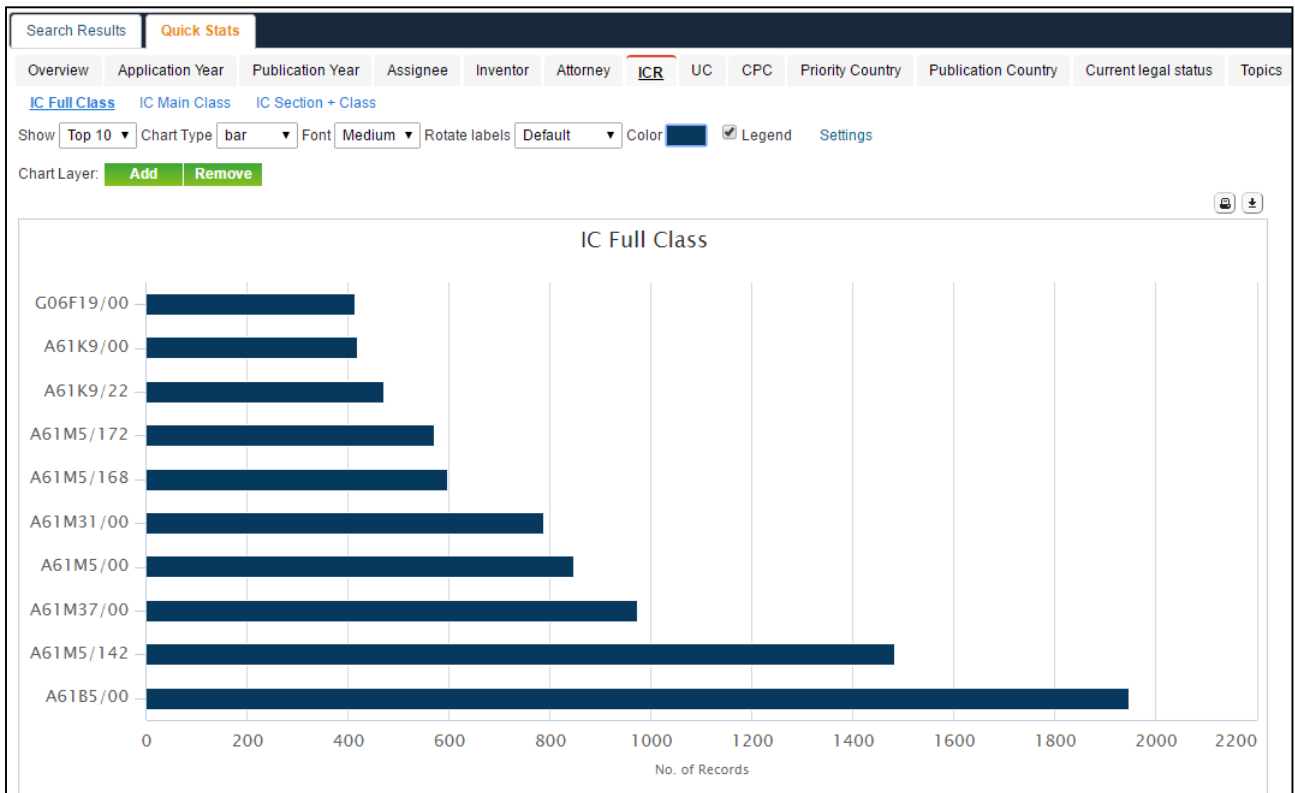 Search Results Quick Stats
Overview Application Year Publication Year Assignee Inventor Attorney ICR UC CPC Priority Country Publication Country Current legal status Topics
IC Full Class IC Main Class IC Section + Class
Show Top 10 Chart Type bar Font Medium Rotate labels Default Color Legend Settings
Chart Layer: Add Remove
IC Full Class
G06F19/00
A61K9/00
A61K9/22
A61M5/172
A61M5/168
A61M31/00
A61M5/00
A61M37/00
A61M5/142
A61B5/00
0 200 400 600 800 1000 1200 1400 1600 1800 2000 2200
No. of Records